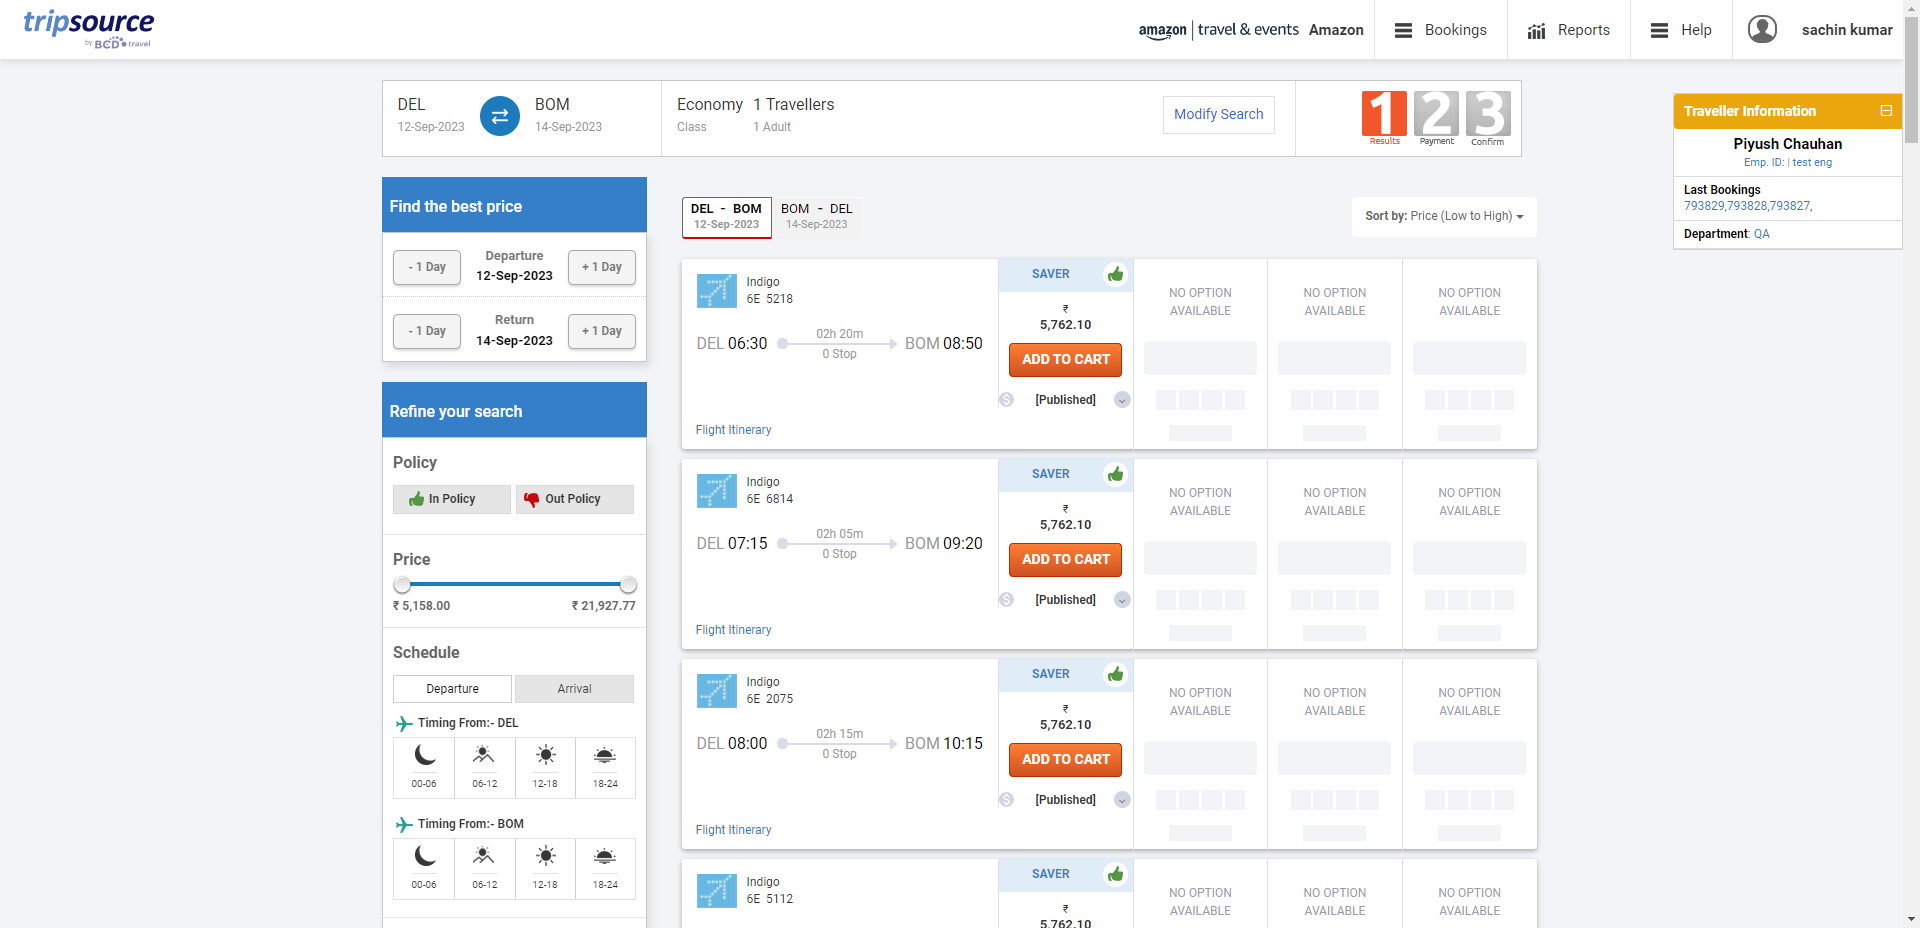 tripsource
by BCD travel
amazon | travel & events Amazon
Bookings
Reports
Help
sachin kumar
DEL
12-Sep-2023
BOM
14-Sep-2023
Economy
Class
1 Travellers
1 Adult
Modify Search
1
Results
2
Payment
3
Confirm
Traveller Information
Piyush Chauhan
Emp. ID: | test eng
Last Bookings
793829,793828,793827,
Department: QA
Find the best price
- 1 Day
Departure
12-Sep-2023
+ 1 Day
- 1 Day
Return
14-Sep-2023
+ 1 Day
Refine your search
Policy
In Policy
Out Policy
Price
₹ 5,158.00
₹ 21,927.77
Schedule
Departure
Arrival
Timing From:- DEL
00-06
06-12
12-18
18-24
Timing From:- BOM
00-06
06-12
12-18
18-24
DEL - BOM
12-Sep-2023
BOM - DEL
14-Sep-2023
Sort by: Price (Low to High)
Indigo
6E 5218
DEL 06:30
02h 20m
0 Stop
BOM 08:50
Flight Itinerary
SAVER
₹
5,762.10
ADD TO CART
$
[Published]
NO OPTION
AVAILABLE
NO OPTION
AVAILABLE
NO OPTION
AVAILABLE
Indigo
6E 6814
DEL 07:15
02h 05m
0 Stop
BOM 09:20
Flight Itinerary
SAVER
₹
5,762.10
ADD TO CART
$
[Published]
NO OPTION
AVAILABLE
NO OPTION
AVAILABLE
NO OPTION
AVAILABLE
Indigo
6E 2075
DEL 08:00
02h 15m
0 Stop
BOM 10:15
Flight Itinerary
SAVER
₹
5,762.10
ADD TO CART
$
[Published]
NO OPTION
AVAILABLE
NO OPTION
AVAILABLE
NO OPTION
AVAILABLE
Indigo
6E 5112
SAVER
₹
5,762.10
NO OPTION
AVAILABLE
NO OPTION
AVAILABLE
NO OPTION
AVAILABLE